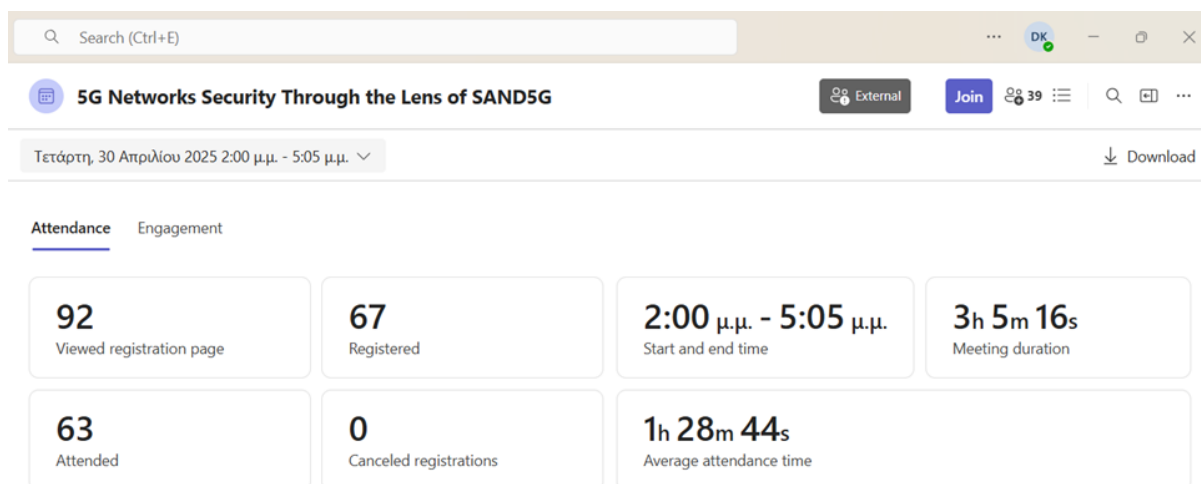 Search (Ctrl+E)
... DK
5G Networks Security Through the Lens of SAND5G External Join 39 ...
Τετάρτη, 30 Απριλίου 2025 2:00 μ.μ. - 5:05 μ.μ. Download
Attendance Engagement
92 67 2:00 μ.μ. - 5:05 μ.μ. 3h 5m 16s
Viewed registration page Registered Start and end time Meeting duration
63 0 1h 28m 44s
Attended Canceled registrations Average attendance time